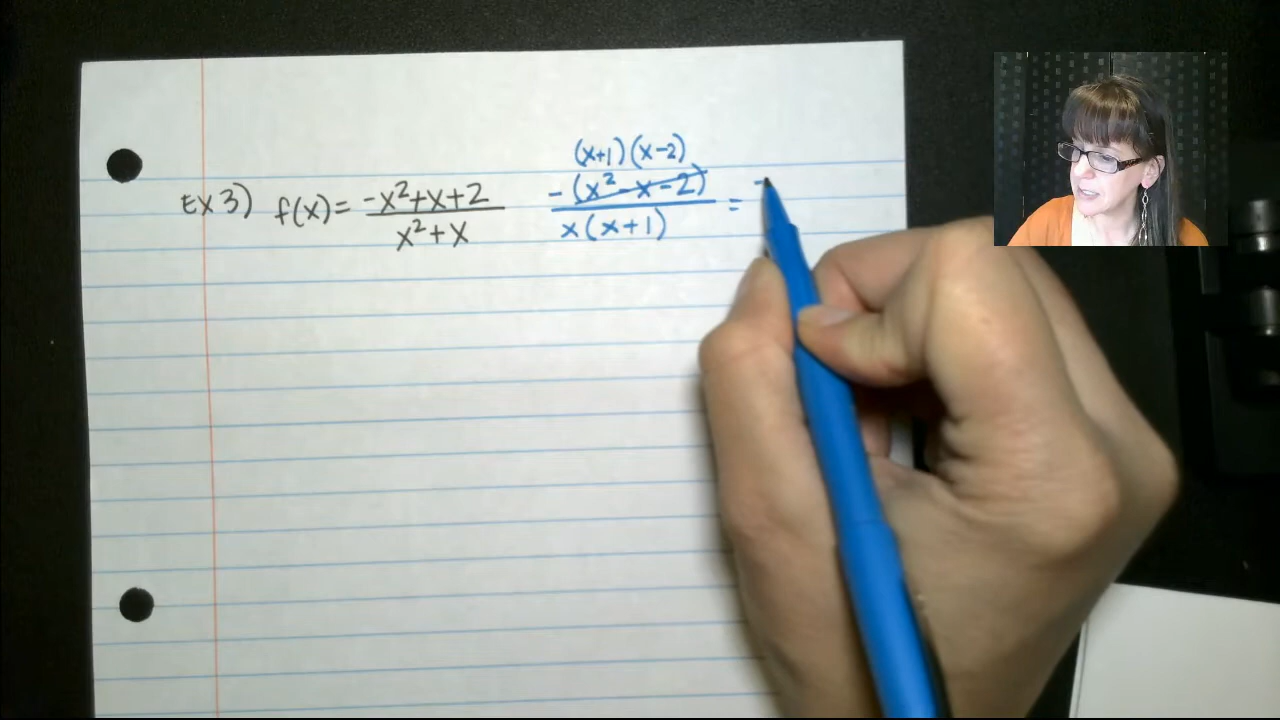 (x+1)(x-2)
Ex 3) f(x) = -x²+x+2 / x²+x   -(x²-x-2) / x(x+1) = -